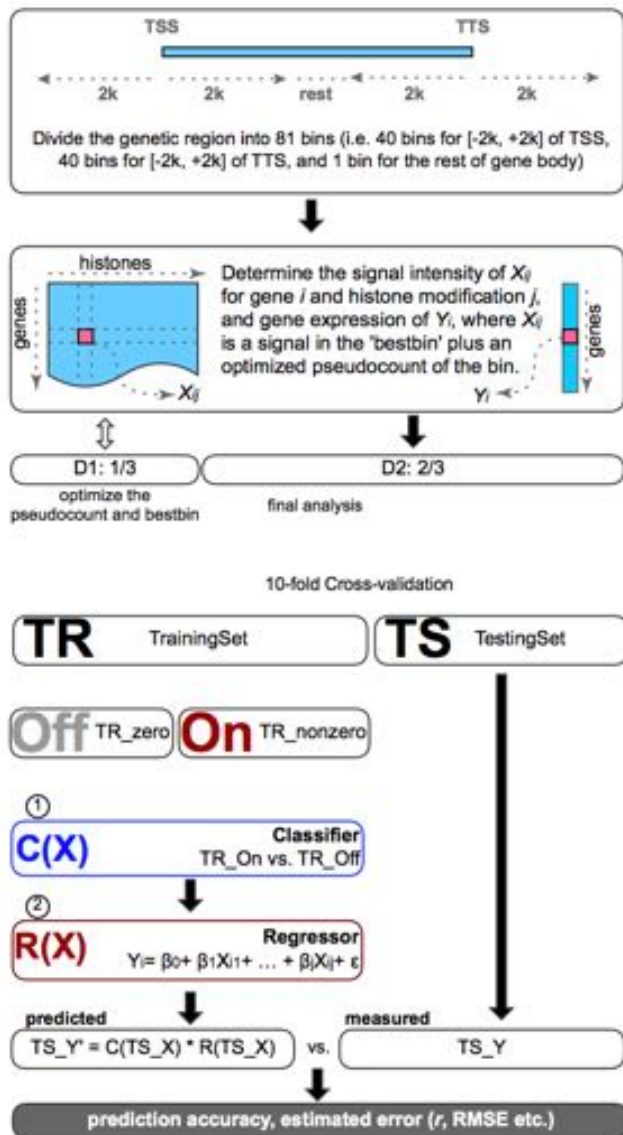 TSS TTS
2k 2k rest 2k 2k
Divide the genetic region into 81 bins (i.e. 40 bins for [-2k, +2k] of TSS,
40 bins for [-2k, +2k] of TTS, and 1 bin for the rest of gene body)
histones
genes
Xij
Determine the signal intensity of Xij
for gene i and histone modification j,
and gene expression of Yi, where Xij
is a signal in the 'bestbin' plus an
optimized pseudocount of the bin.
Yi
genes
D1: 1/3 D2: 2/3
optimize the
pseudocount and bestbin
final analysis
10-fold Cross-validation
TR TrainingSet TS TestingSet
Off TR_zero On TR_nonzero
1
C(X) Classifier
TR_On vs. TR_Off
2
R(X) Regressor
Yi= β0+ β1Xi1+ … + βjXij+ ε
predicted measured
TS_Y' = C(TS_X) * R(TS_X) vs. TS_Y
prediction accuracy, estimated error (r, RMSE etc.)